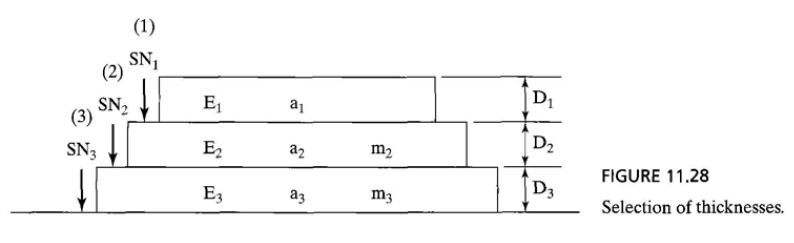 (1)
SN₁
(2)
SN₂
(3)
SN₃
E₁ a₁ D₁
E₂ a₂ m₂ D₂
E₃ a₃ m₃ D₃
FIGURE 11.28
Selection of thicknesses.